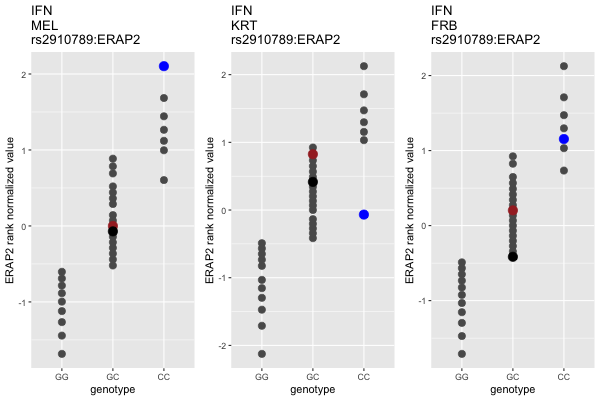 IFN
MEL
rs2910789:ERAP2
ERAP2 rank normalized value
2
1
0
-1
GG
GC
CC
genotype
IFN
KRT
rs2910789:ERAP2
ERAP2 rank normalized value
2
1
0
-1
-2
GG
GC
CC
genotype
IFN
FRB
rs2910789:ERAP2
ERAP2 rank normalized value
2
1
0
-1
GG
GC
CC
genotype